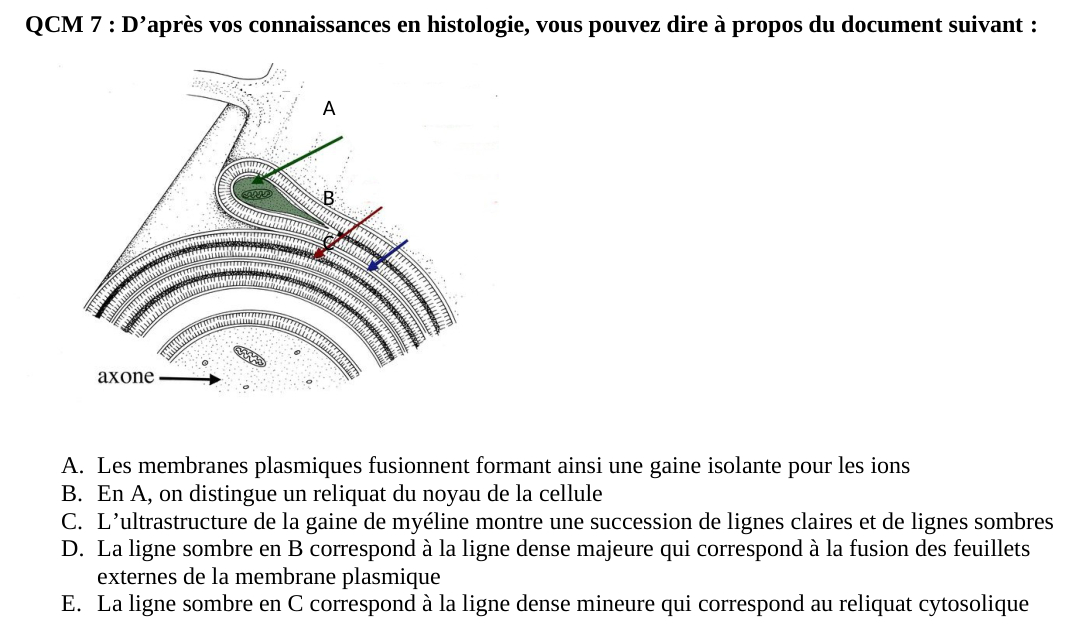 QCM 7 : D’après vos connaissances en histologie, vous pouvez dire à propos du document suivant :
A
B
C
axone
A. Les membranes plasmiques fusionnent formant ainsi une gaine isolante pour les ions
B. En A, on distingue un reliquat du noyau de la cellule
C. L’ultrastructure de la gaine de myéline montre une succession de lignes claires et de lignes sombres
D. La ligne sombre en B correspond à la ligne dense majeure qui correspond à la fusion des feuillets
externes de la membrane plasmique
E. La ligne sombre en C correspond à la ligne dense mineure qui correspond au reliquat cytosolique